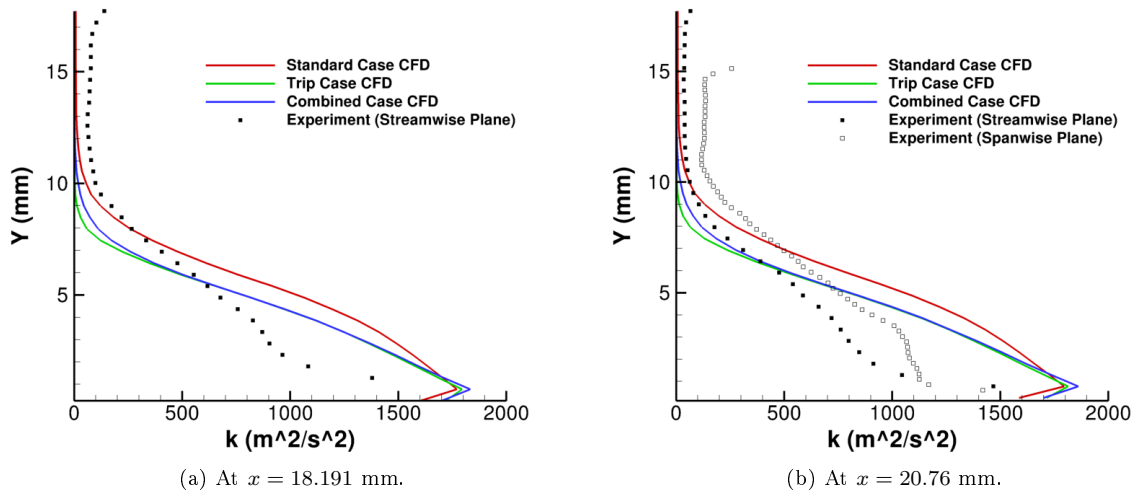 Standard Case CFD
Trip Case CFD
Combined Case CFD
Experiment (Streamwise Plane)
Y (mm)
15
10
5
0
500
1000
1500
2000
k (m^2/s^2)
(a) At x = 18.191 mm.
Standard Case CFD
Trip Case CFD
Combined Case CFD
Experiment (Streamwise Plane)
Experiment (Spanwise Plane)
Y (mm)
15
10
5
0
500
1000
1500
2000
k (m^2/s^2)
(b) At x = 20.76 mm.